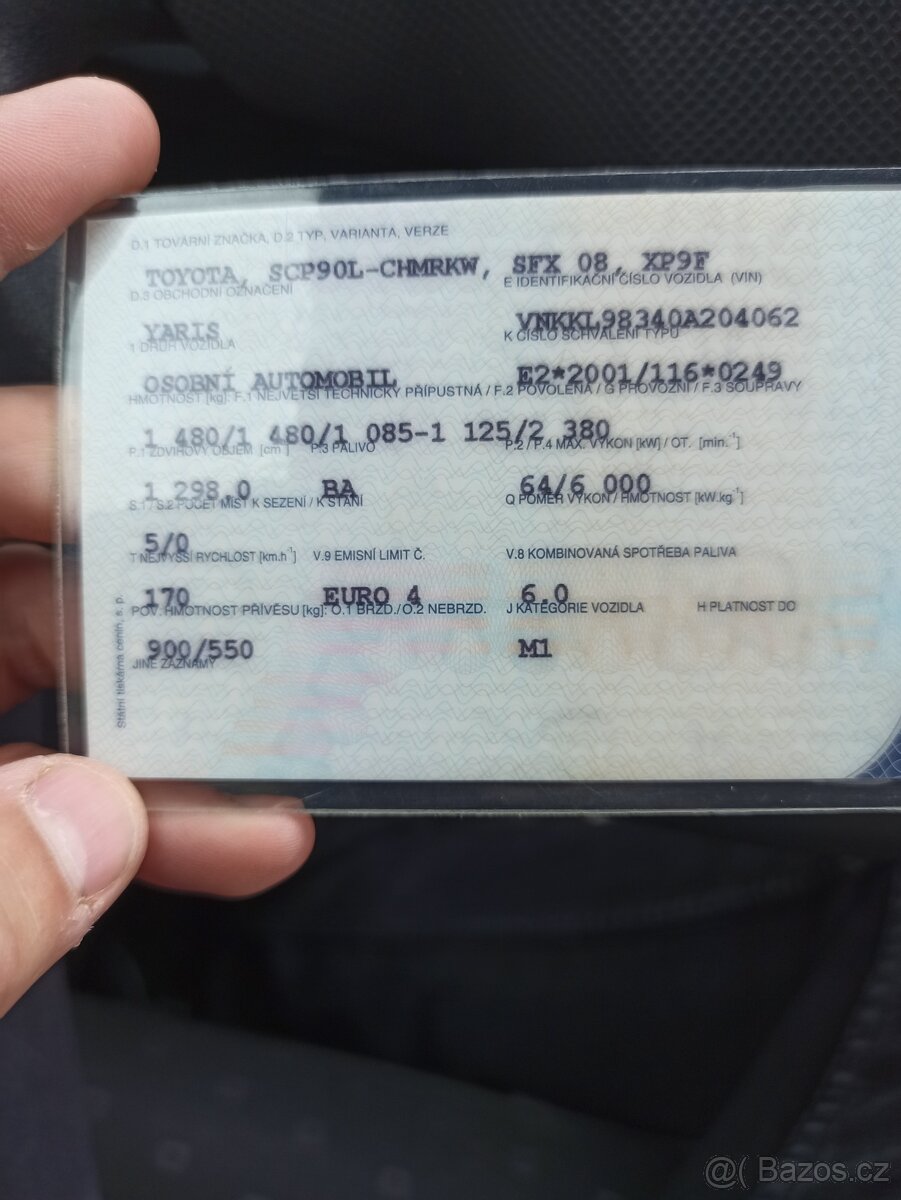 D.1 TOVÁRNÍ ZNAČKA, D.2 TYP, VARIANTA, VERZE
TOYOTA, SCP90L-CHMRKW, SFX 08, XP9F
D.3 OBCHODNÍ OZNAČENÍ E IDENTIFIKAČNÍ ČÍSLO VOZIDLA (VIN)
YARIS VNKKL98340A204062
1 DRUH VOZIDLA K ČÍSLO SCHVÁLENÍ TYPU
OSOBNÍ AUTOMOBIL E2*2001/116*0249
HMOTNOST [kg]: F.1 NEJVĚTŠÍ TECHNICKY PŘÍPUSTNÁ / F.2 POVOLENÁ / G PROVOZNÍ / F.3 SOUPRAVY
1 480/1 480/1 085-1 125/2 380
P.1 ZDVIHOVÝ OBJEM [cm³] P.3 PALIVO P.2 / P.4 MAX. VÝKON [kW] / OT. [min.⁻¹]
1 298.0 BA 64/6 000
S.1 / S.2 POČET MÍST K SEZENÍ / K STÁNÍ Q POMĚR VÝKON / HMOTNOST [kW.kg⁻¹]
5/0
T NEJVYŠŠÍ RYCHLOST [km.h⁻¹] V.9 EMISNÍ LIMIT Č. V.8 KOMBINOVANÁ SPOTŘEBA PALIVA
170 EURO 4 6.0
POV. HMOTNOST PŘÍVĚSU [kg]: O.1 BRZD. / O.2 NEBRZD. J KATEGORIE VOZIDLA H PLATNOST DO
900/550 M1
JINÉ ZÁZNAMY
Státní tiskárna cenin, s. p.
@( Bazos.cz